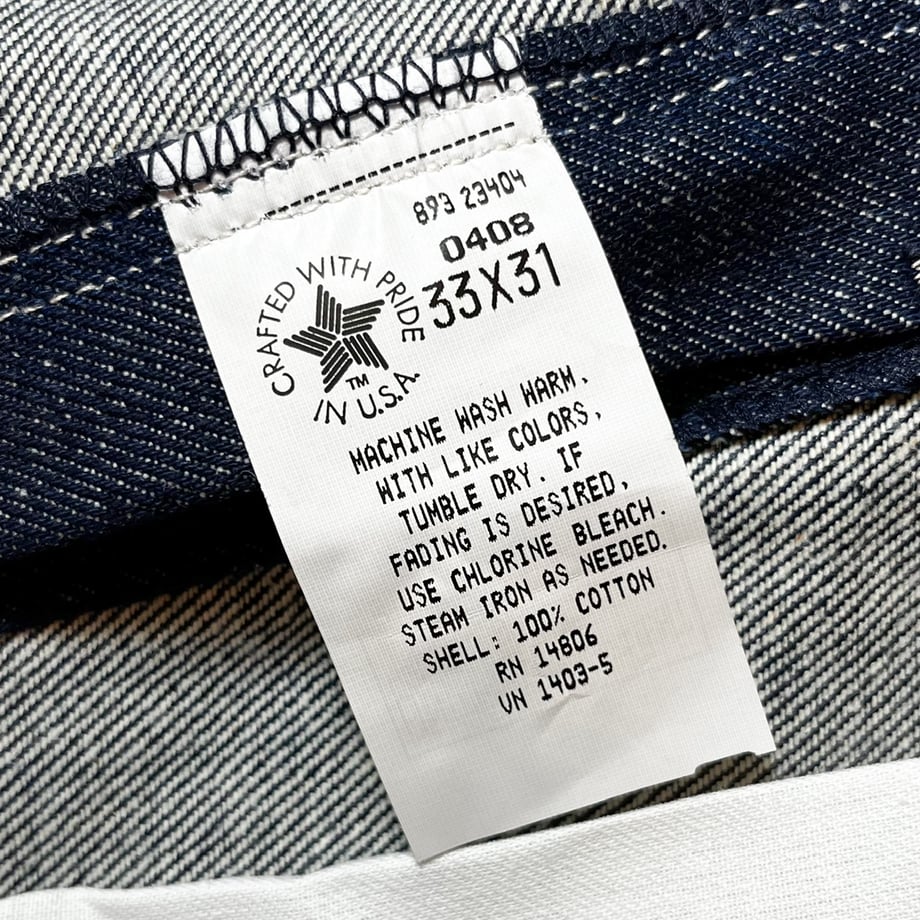 893 23404
0408
33X31
CRAFTED WITH PRIDE
TM
IN U.S.A.
MACHINE WASH WARM.
WITH LIKE COLORS,
TUMBLE DRY. IF
FADING IS DESIRED,
USE CHLORINE BLEACH.
STEAM IRON AS NEEDED.
SHELL: 100% COTTON
RN 14806
VN 1403-5